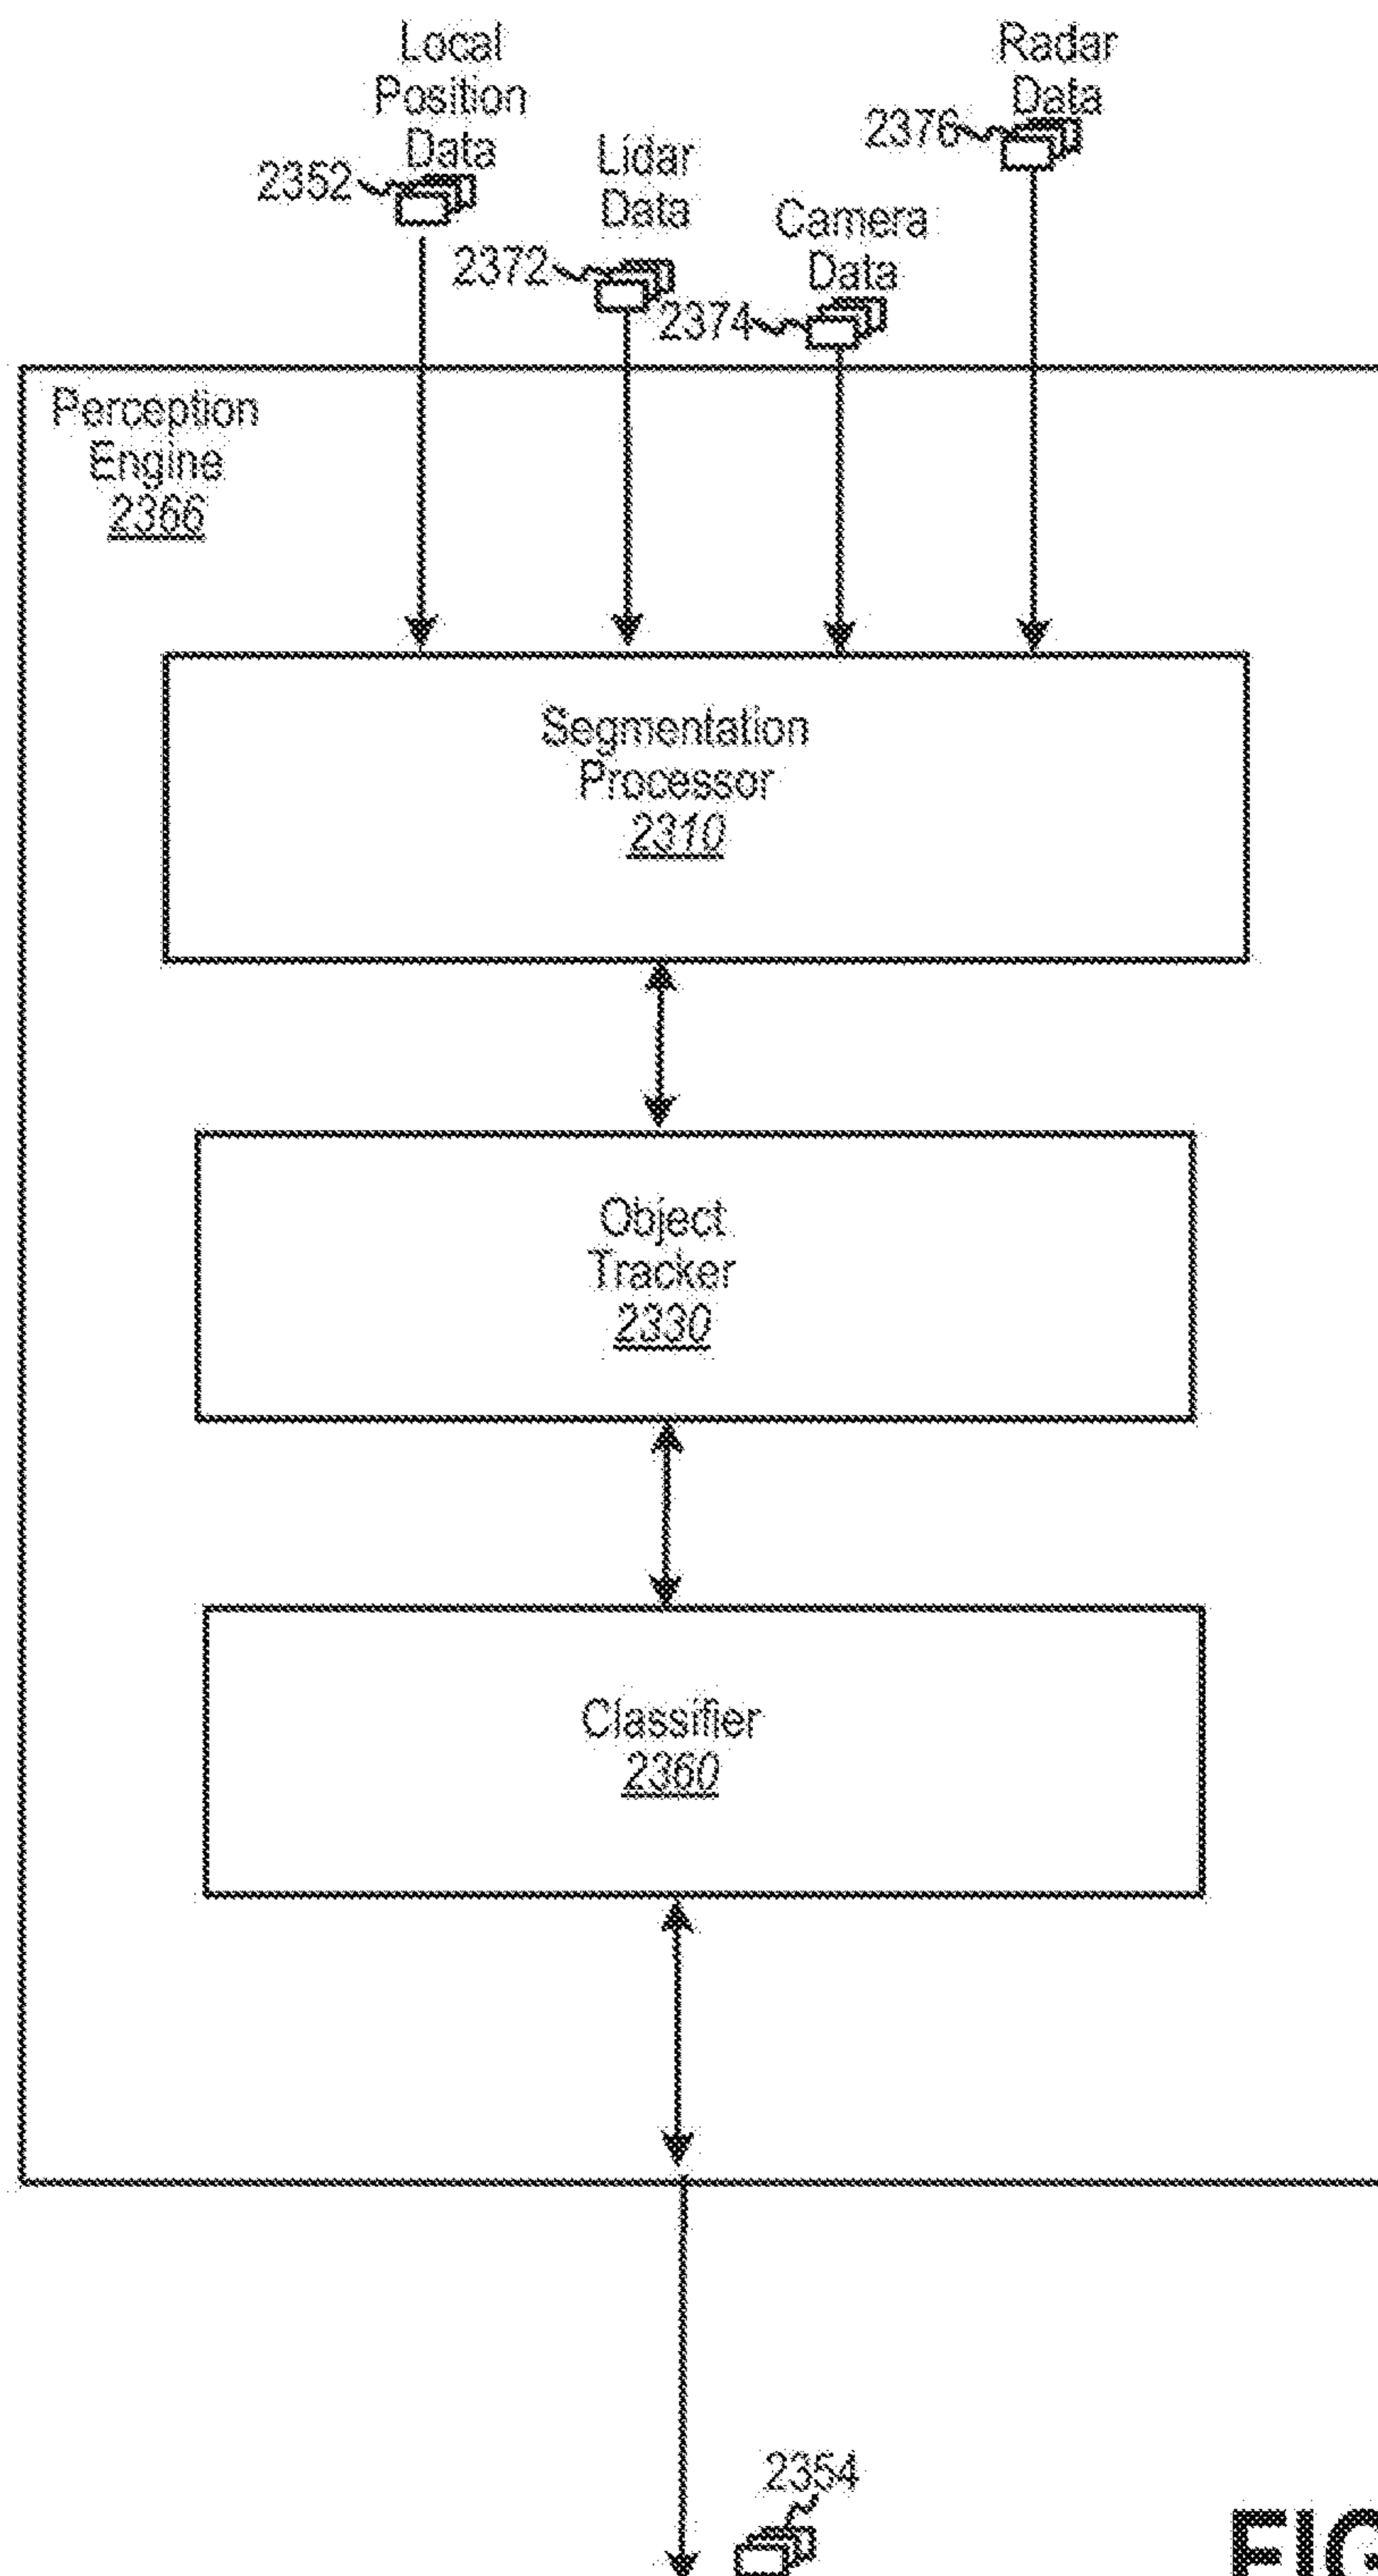 Local
Position
Data
2352
Lidar
Data
2372
Camera
Data
2374
Radar
Data
2376
Perception
Engine
2366
Segmentation
Processor
2310
Object
Tracker
2330
Classifier
2360
2354
FIG